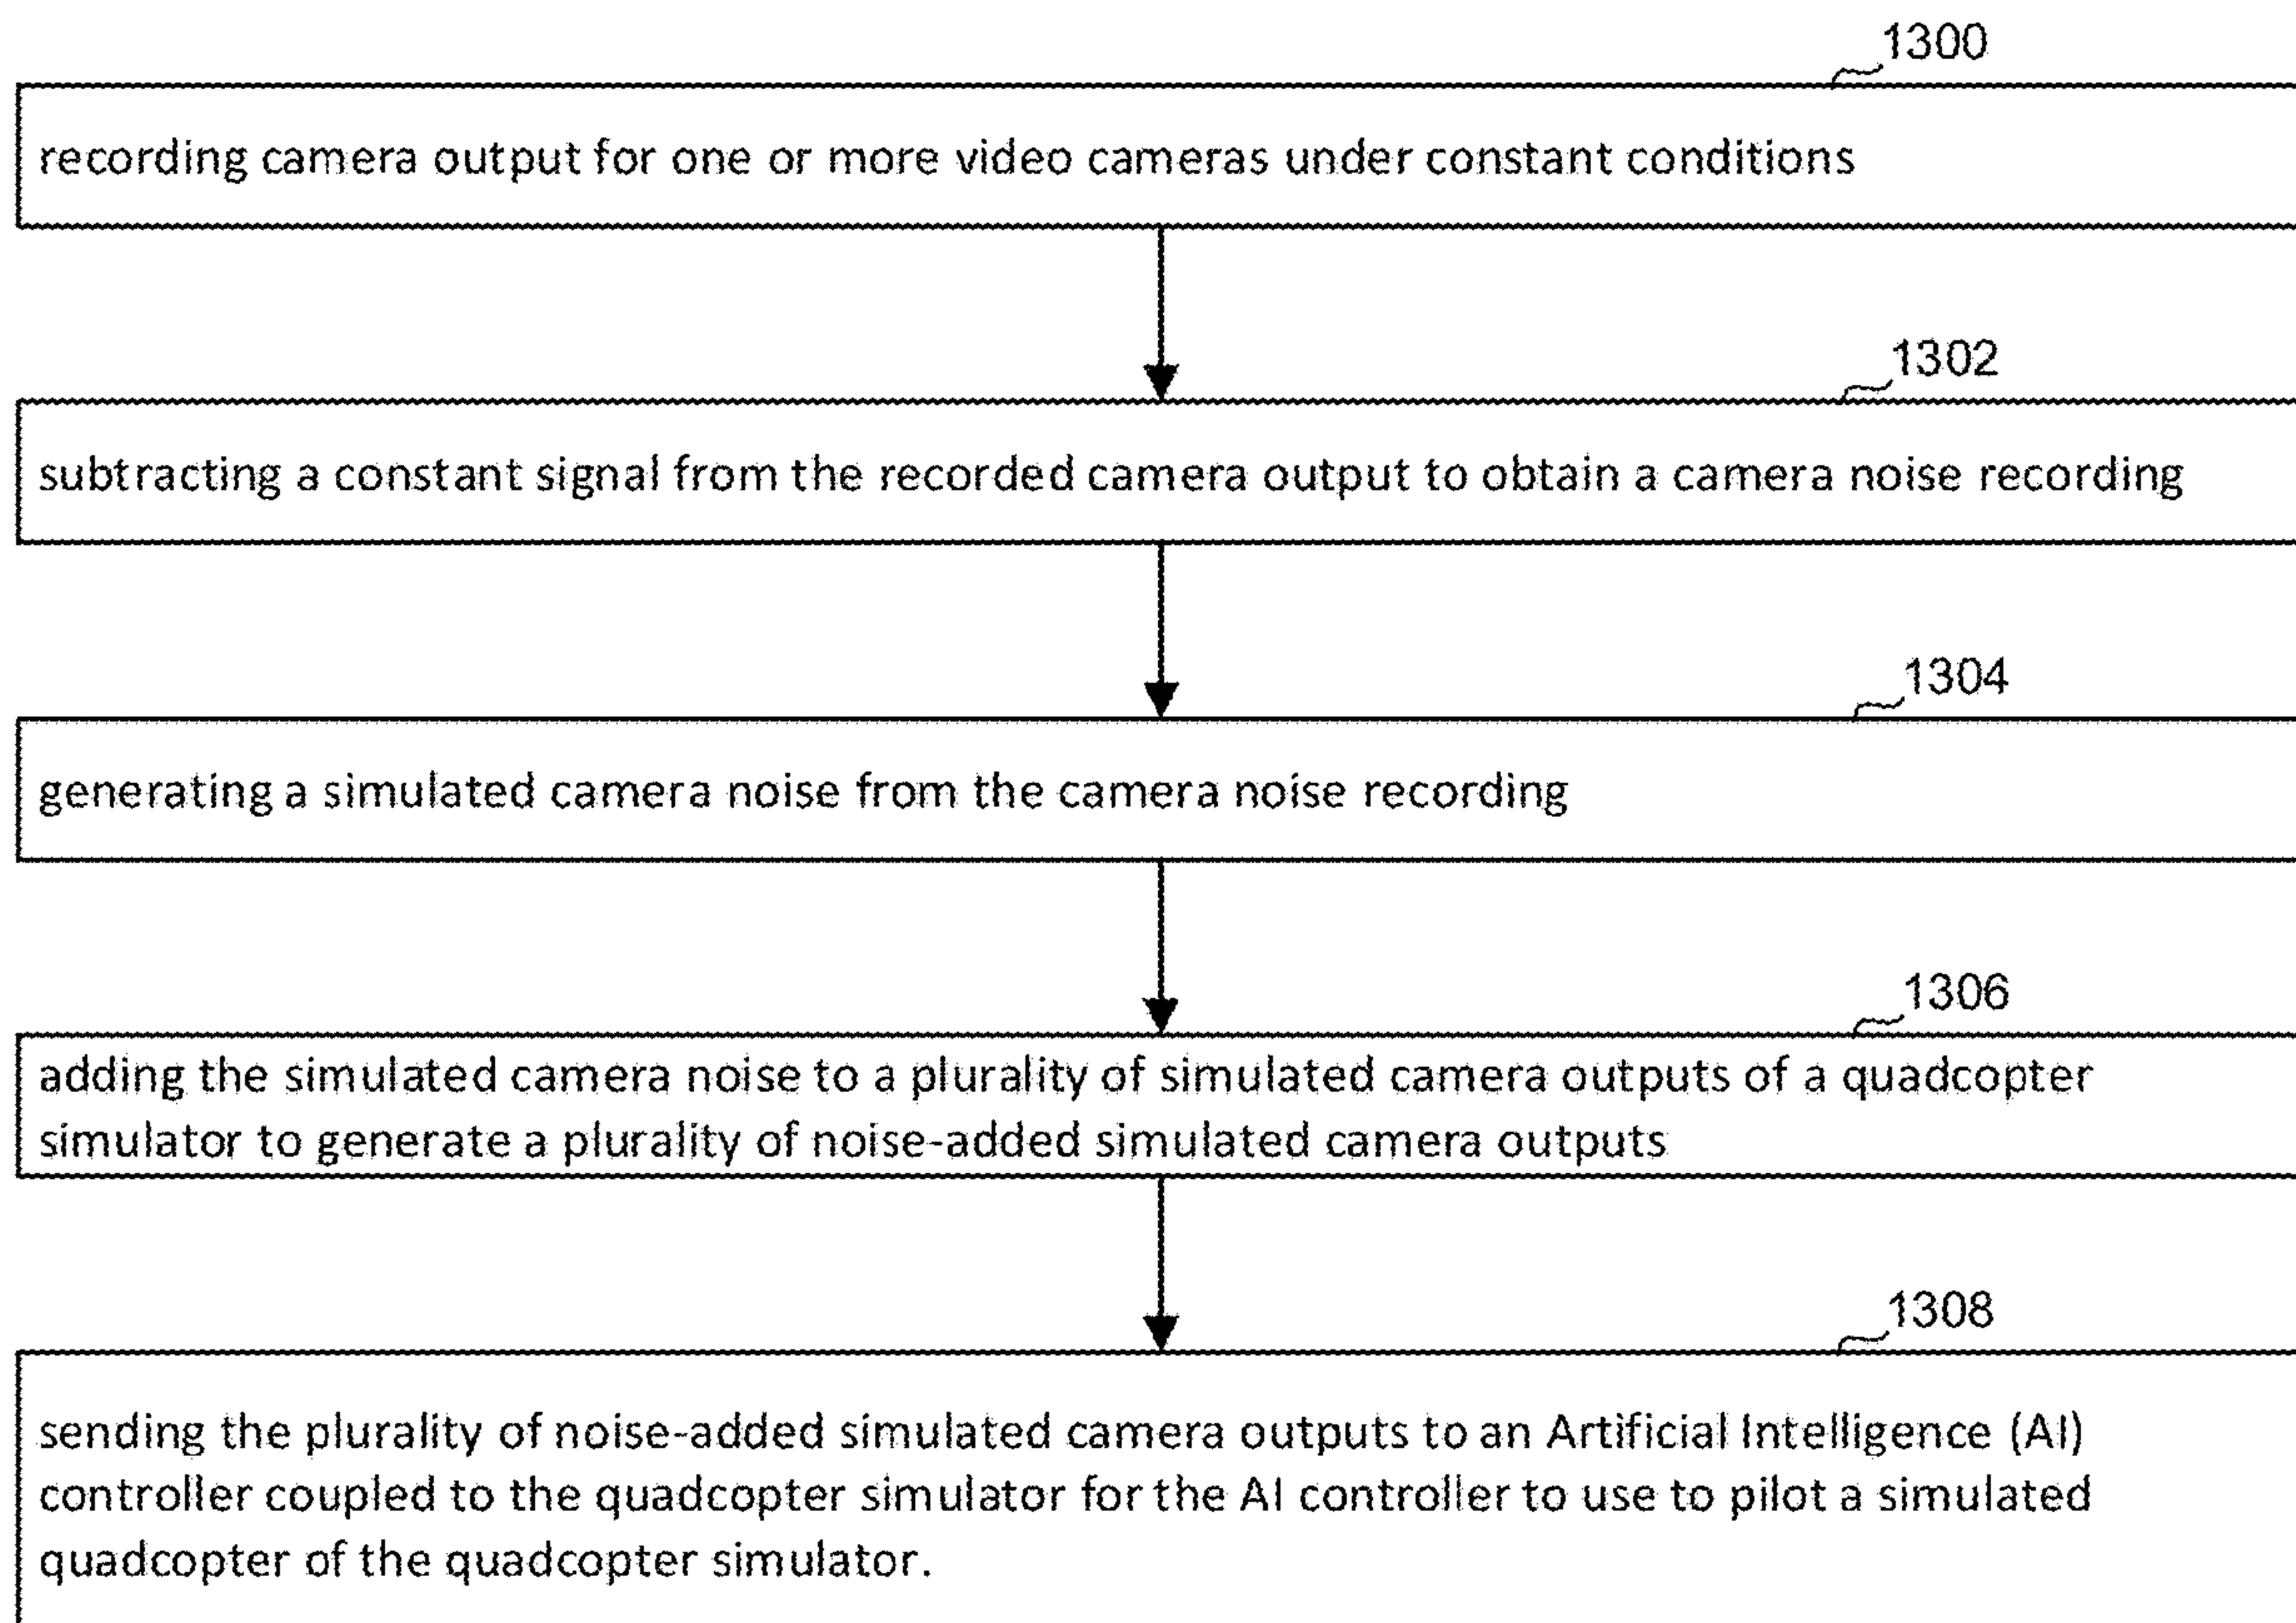 1300
recording camera output for one or more video cameras under constant conditions
1302
subtracting a constant signal from the recorded camera output to obtain a camera noise recording
1304
generating a simulated camera noise from the camera noise recording
1306
adding the simulated camera noise to a plurality of simulated camera outputs of a quadcopter
simulator to generate a plurality of noise-added simulated camera outputs
1308
sending the plurality of noise-added simulated camera outputs to an Artificial Intelligence (AI)
controller coupled to the quadcopter simulator for the AI controller to use to pilot a simulated
quadcopter of the quadcopter simulator.